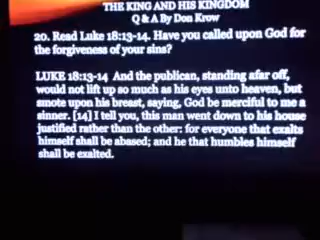 THE KING AND HIS KINGDOM
Q & A By Don Krow
20. Read Luke 18:13-14. Have you called upon God for
the forgiveness of your sins?
LUKE 18:13-14 And the publican, standing afar off,
would not lift up so much as his eyes unto heaven, but
smote upon his breast, saying, God be merciful to me a
sinner. [14] I tell you, this man went down to his house
justified rather than the other: for everyone that exalts
himself shall be abased; and he that humbles himself
shall be exalted.